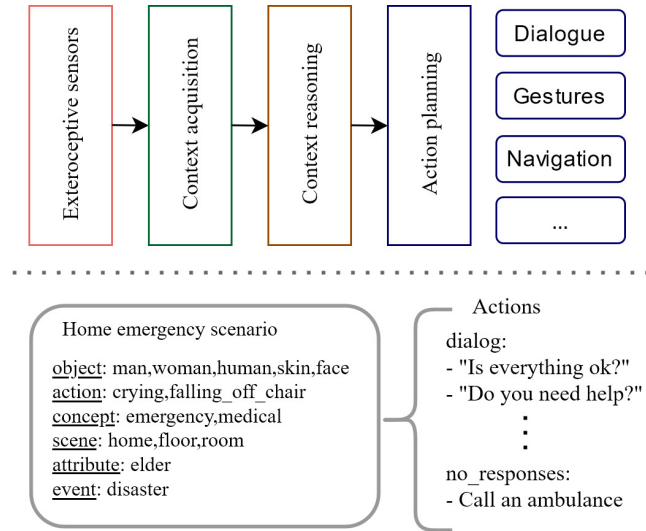 Exteroceptive sensors
Context acquisition
Context reasoning
Action planning
Dialogue
Gestures
Navigation
...
Home emergency scenario
object: man,woman,human,skin,face
action: crying,falling_off_chair
concept: emergency,medical
scene: home,floor,room
attribute: elder
event: disaster
Actions
dialog:
- "Is everything ok?"
- "Do you need help?"
no_responses:
- Call an ambulance